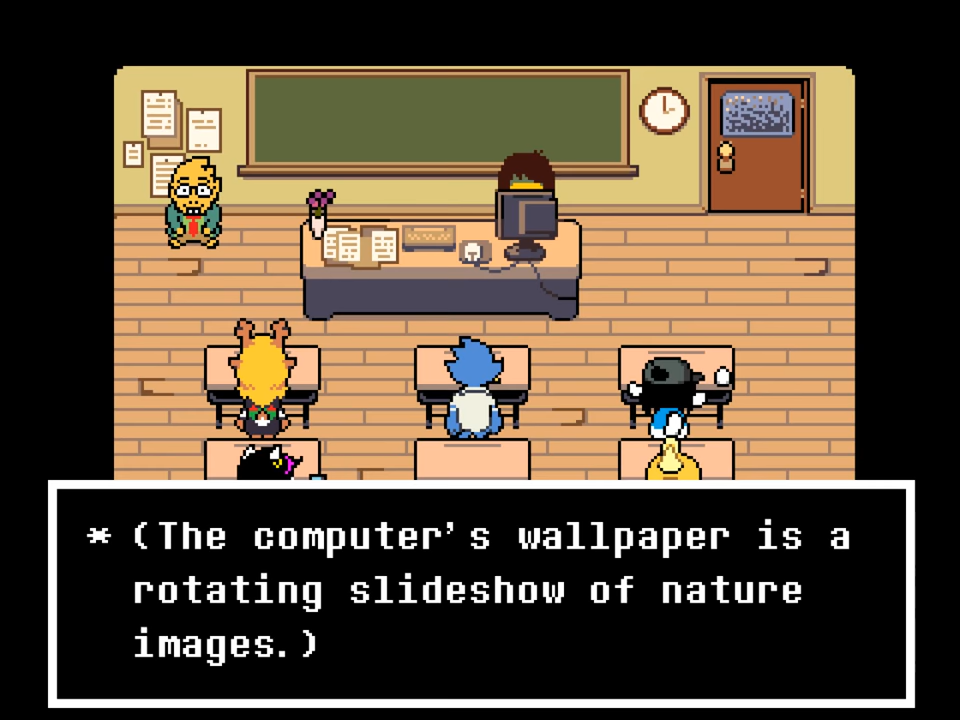 * (The computer's wallpaper is a
rotating slideshow of nature
images.)